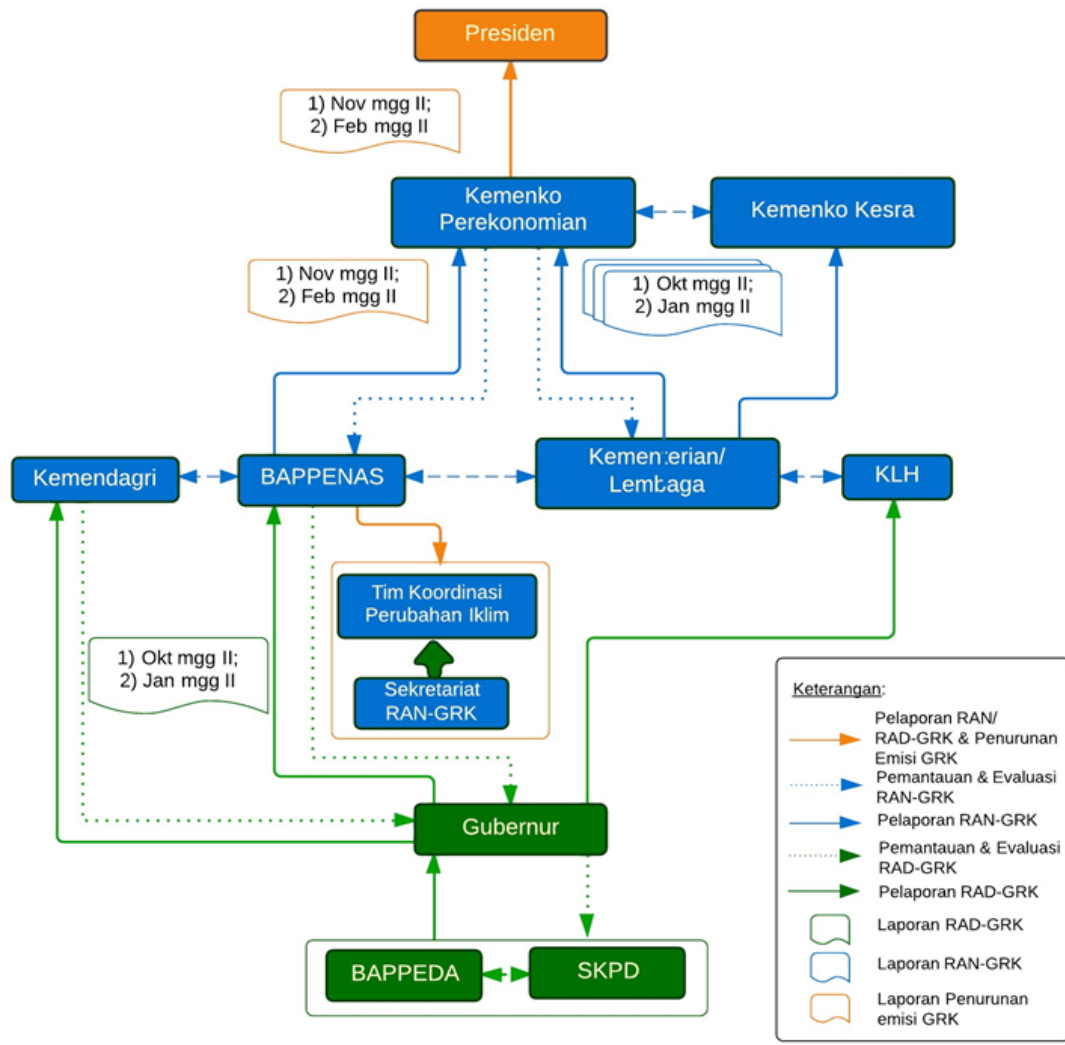 Presiden
1) Nov mgg II;
2) Feb mgg II
Kemenko
Perekonomian
Kemenko Kesra
1) Nov mgg II;
2) Feb mgg II
1) Okt mgg II;
2) Jan mgg II
Kemendagri
BAPPENAS
Kementerian/
Lembaga
KLH
Tim Koordinasi
Perubahan Iklim
Sekretariat
RAN-GRK
1) Okt mgg II;
2) Jan mgg II
Gubernur
BAPPEDA
SKPD
Keterangan:
Pelaporan RAN/
RAD-GRK & Penurunan
Emisi GRK
Pemantauan & Evaluasi
RAN-GRK
Pelaporan RAN-GRK
Pemantauan & Evaluasi
RAD-GRK
Pelaporan RAD-GRK
Laporan RAD-GRK
Laporan RAN-GRK
Laporan Penurunan
emisi GRK